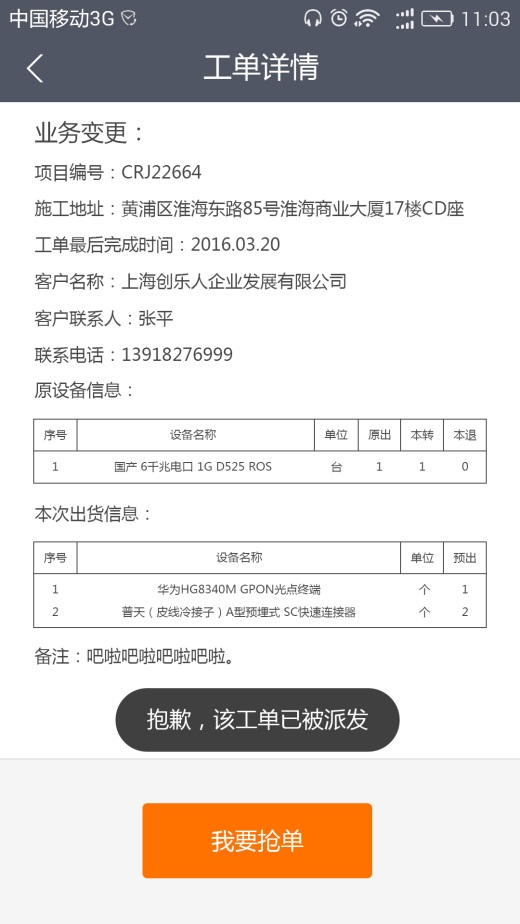 中国移动3G 11:03
工单详情
业务变更：
项目编号：CRJ22664
施工地址：黄浦区淮海东路85号淮海商业大厦17楼CD座
工单最后完成时间：2016.03.20
客户名称：上海创乐人企业发展有限公司
客户联系人：张平
联系电话：13918276999
原设备信息：
序号 设备名称 单位 原出 本转 本退
1 国产 6千兆电口 1G D525 ROS 台 1 1 0
本次出货信息：
序号 设备名称 单位 预出
1 华为HG8340M GPON光点终端 个 1
2 普天（皮线冷接子）A型预埋式 SC快速连接器 个 2
备注：吧啦吧啦吧啦吧啦。
抱歉，该工单已被派发
我要抢单